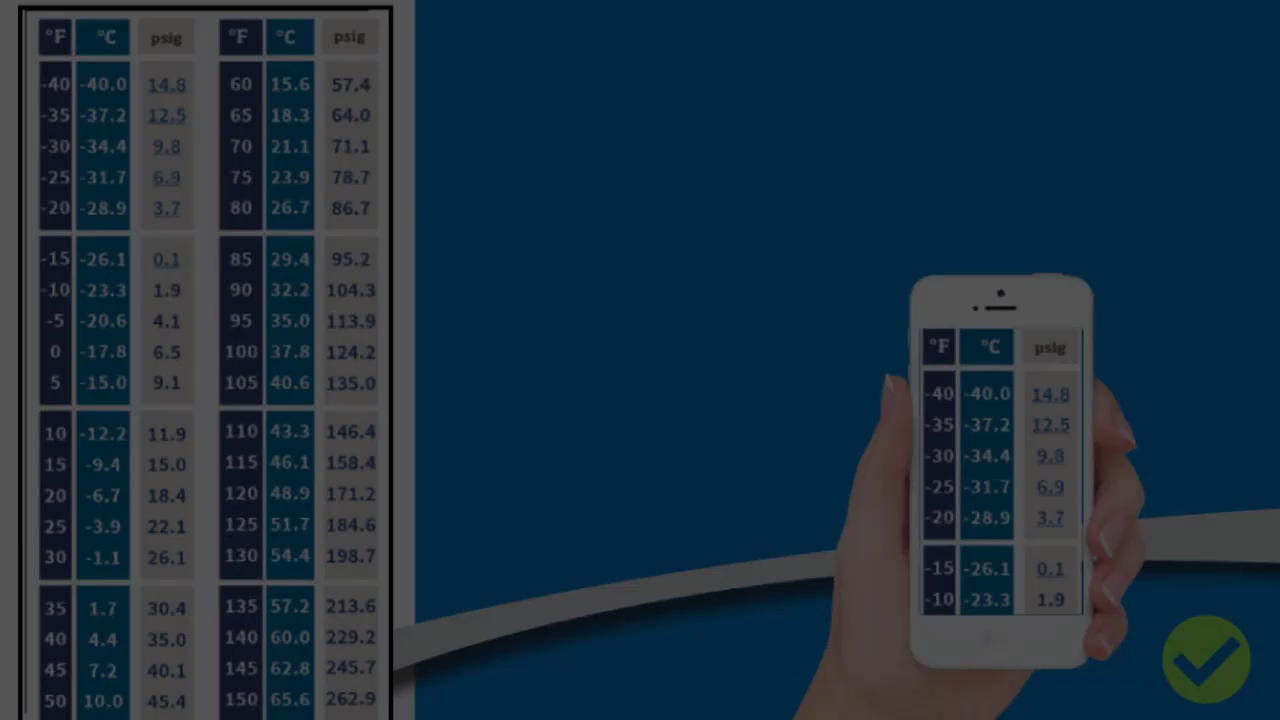 °F °C psig °F °C psig
-40 -40.0 14.8 60 15.6 57.4
-35 -37.2 12.5 65 18.3 64.0
-30 -34.4 9.8 70 21.1 71.1
-25 -31.7 6.9 75 23.9 78.7
-20 -28.9 3.7 80 26.7 86.7
-15 -26.1 0.1 85 29.4 95.2
-10 -23.3 1.9 90 32.2 104.3
-5 -20.6 4.1 95 35.0 113.9
0 -17.8 6.5 100 37.8 124.2
5 -15.0 9.1 105 40.6 135.0
10 -12.2 11.9 110 43.3 146.4
15 -9.4 15.0 115 46.1 158.4
20 -6.7 18.4 120 48.9 171.2
25 -3.9 22.1 125 51.7 184.6
30 -1.1 26.1 130 54.4 198.7
35 1.7 30.4 135 57.2 213.6
40 4.4 35.0 140 60.0 229.2
45 7.2 40.1 145 62.8 245.7
50 10.0 45.4 150 65.6 262.9
°F °C psig
-40 -40.0 14.8
-35 -37.2 12.5
-30 -34.4 9.8
-25 -31.7 6.9
-20 -28.9 3.7
-15 -26.1 0.1
-10 -23.3 1.9